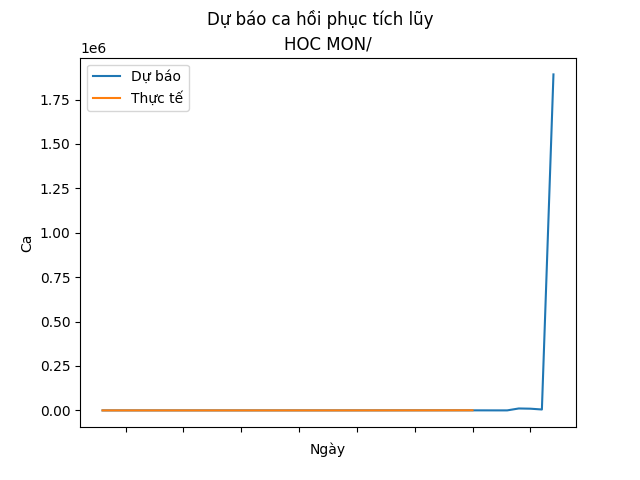 Dự báo ca hồi phục tích lũy
HOC MON/
1e6
Dự báo
Thực tế
1.75
1.50
1.25
1.00
0.75
0.50
0.25
0.00
Ca
Ngày